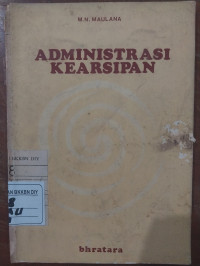 M.N. MAULANA
ADMINISTRASI
KEARSIPAN
bhratara